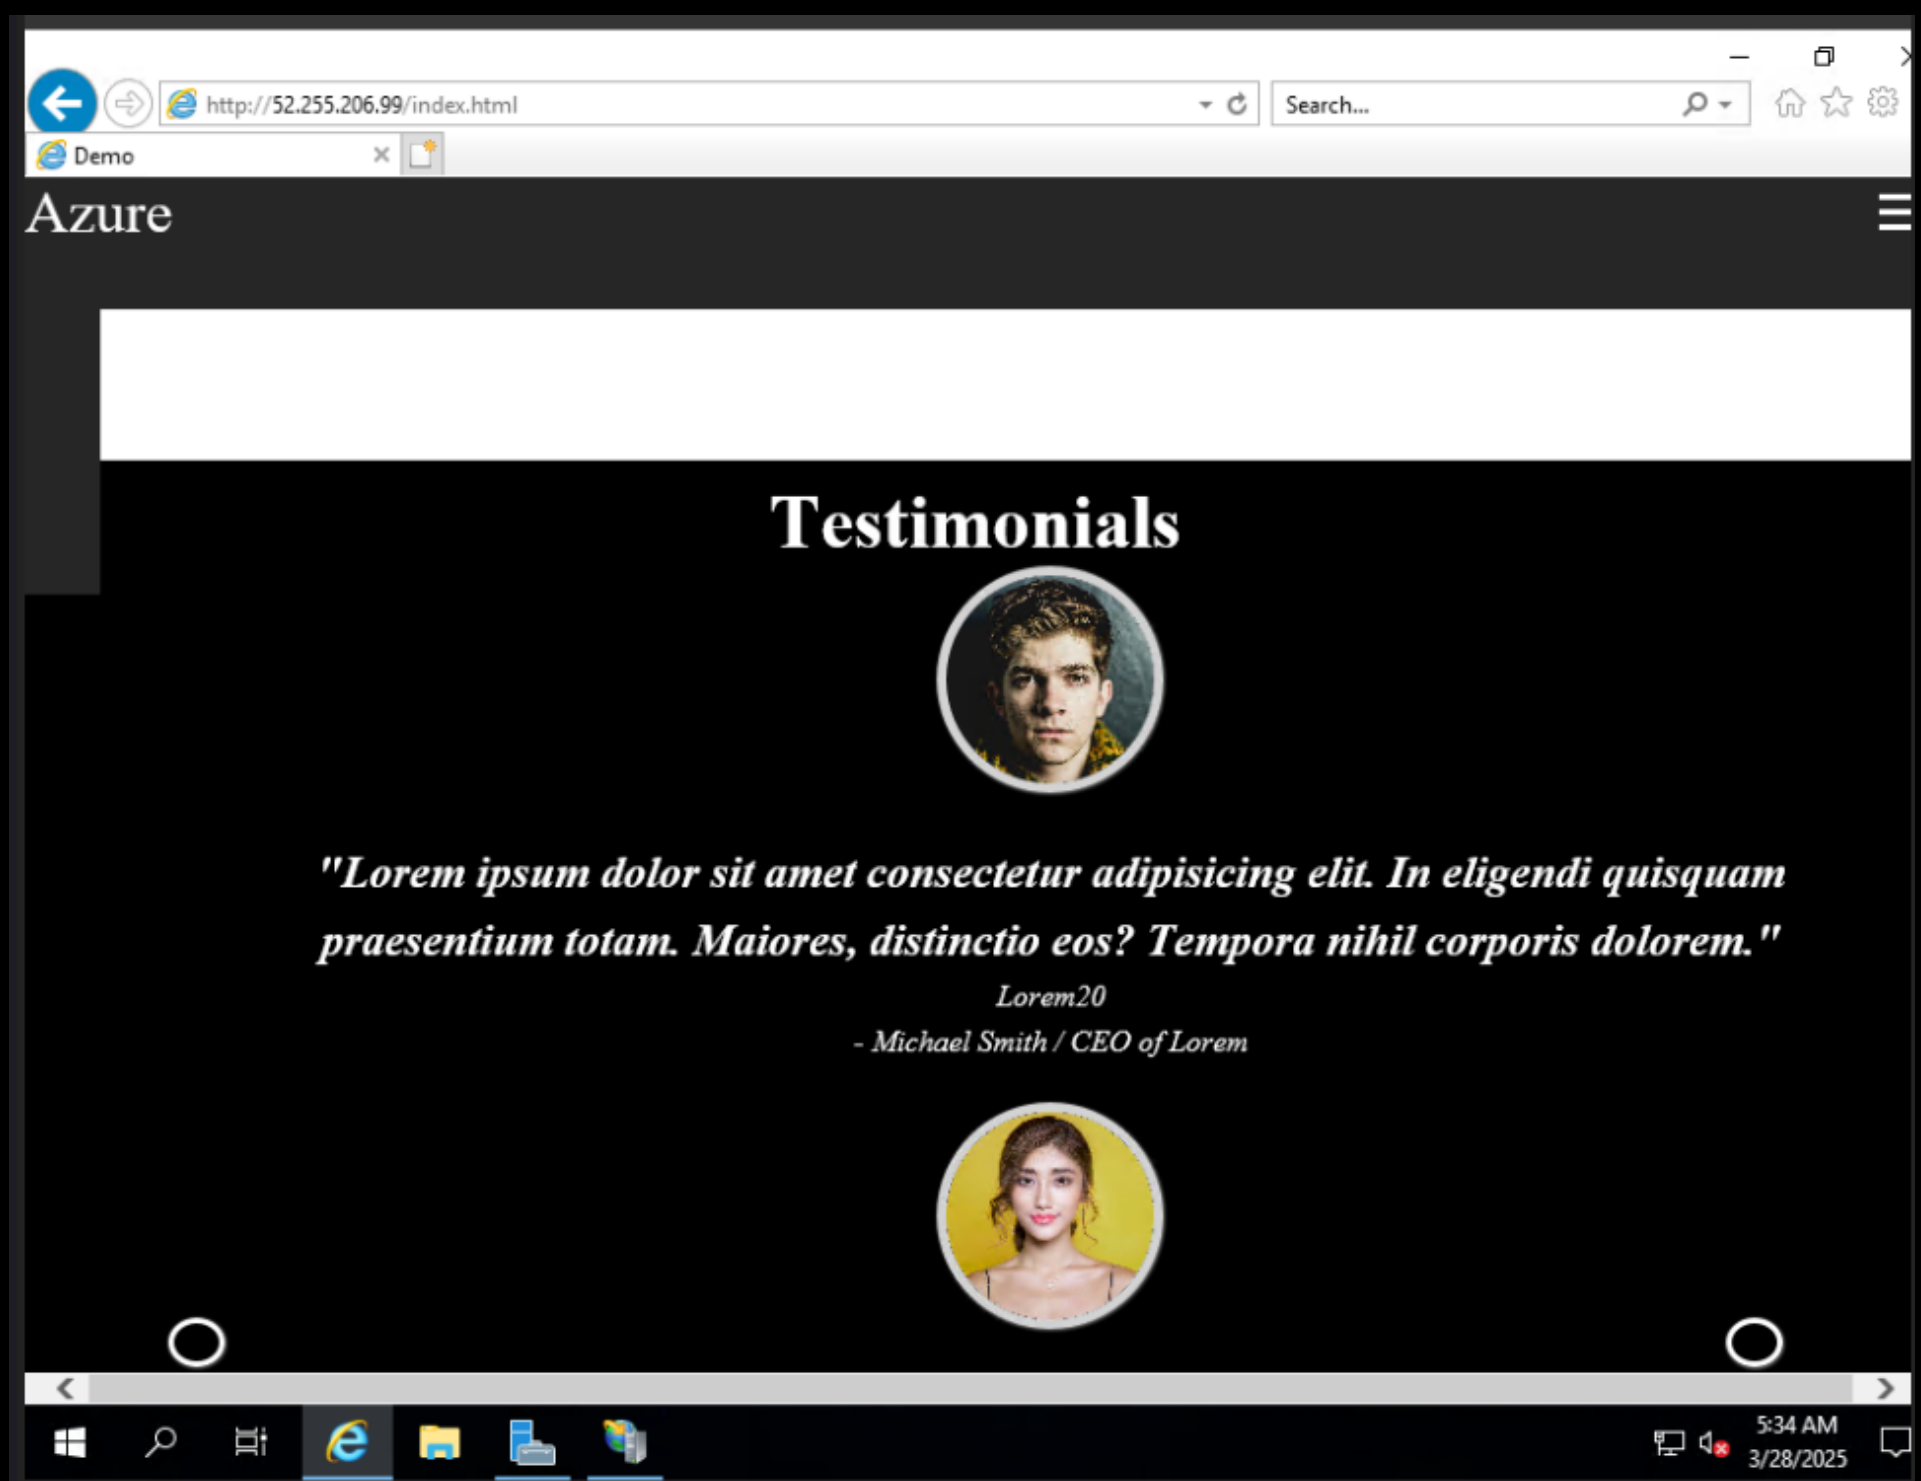 http://52.255.206.99/index.html
Search...
Demo
Azure
Testimonials
"Lorem ipsum dolor sit amet consectetur adipisicing elit. In eligendi quisquam
praesentium totam. Maiores, distinctio eos? Tempora nihil corporis dolorem."
Lorem20
- Michael Smith / CEO of Lorem
5:34 AM
3/28/2025